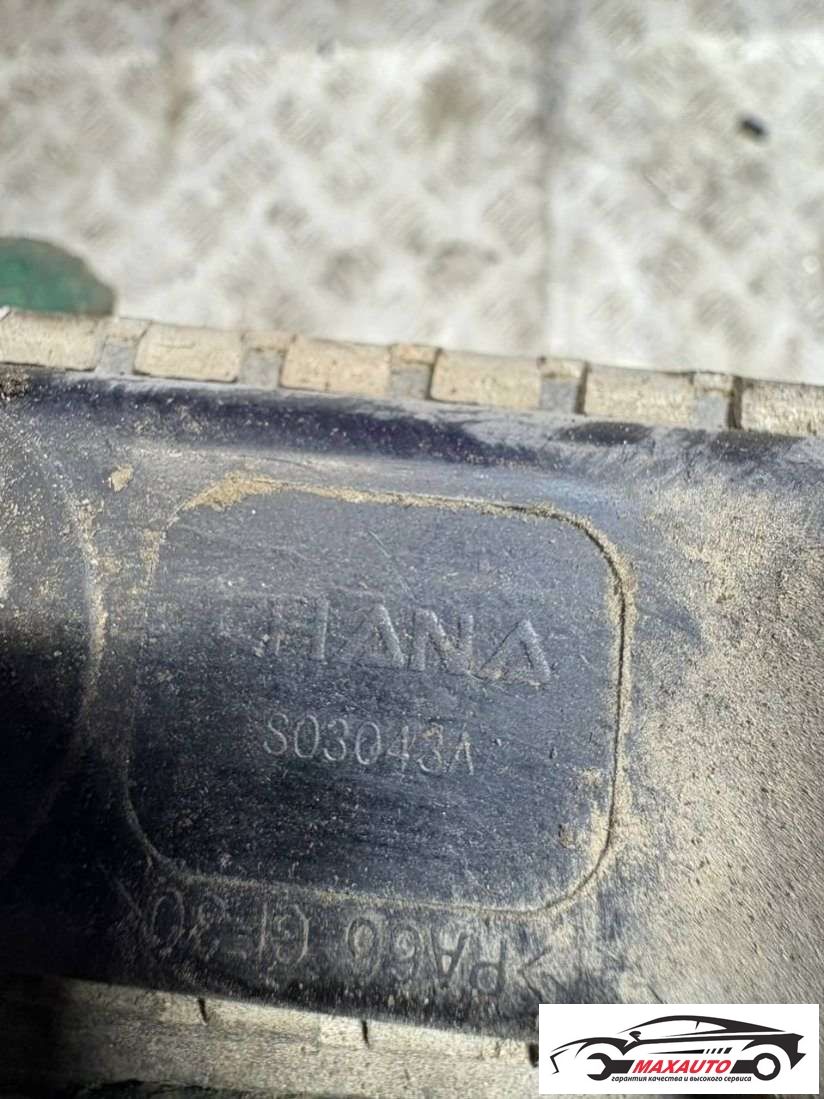 HANA
S03043A
>PA66 GF30<
MAXAUTO
гарантия качества и высокого сервиса